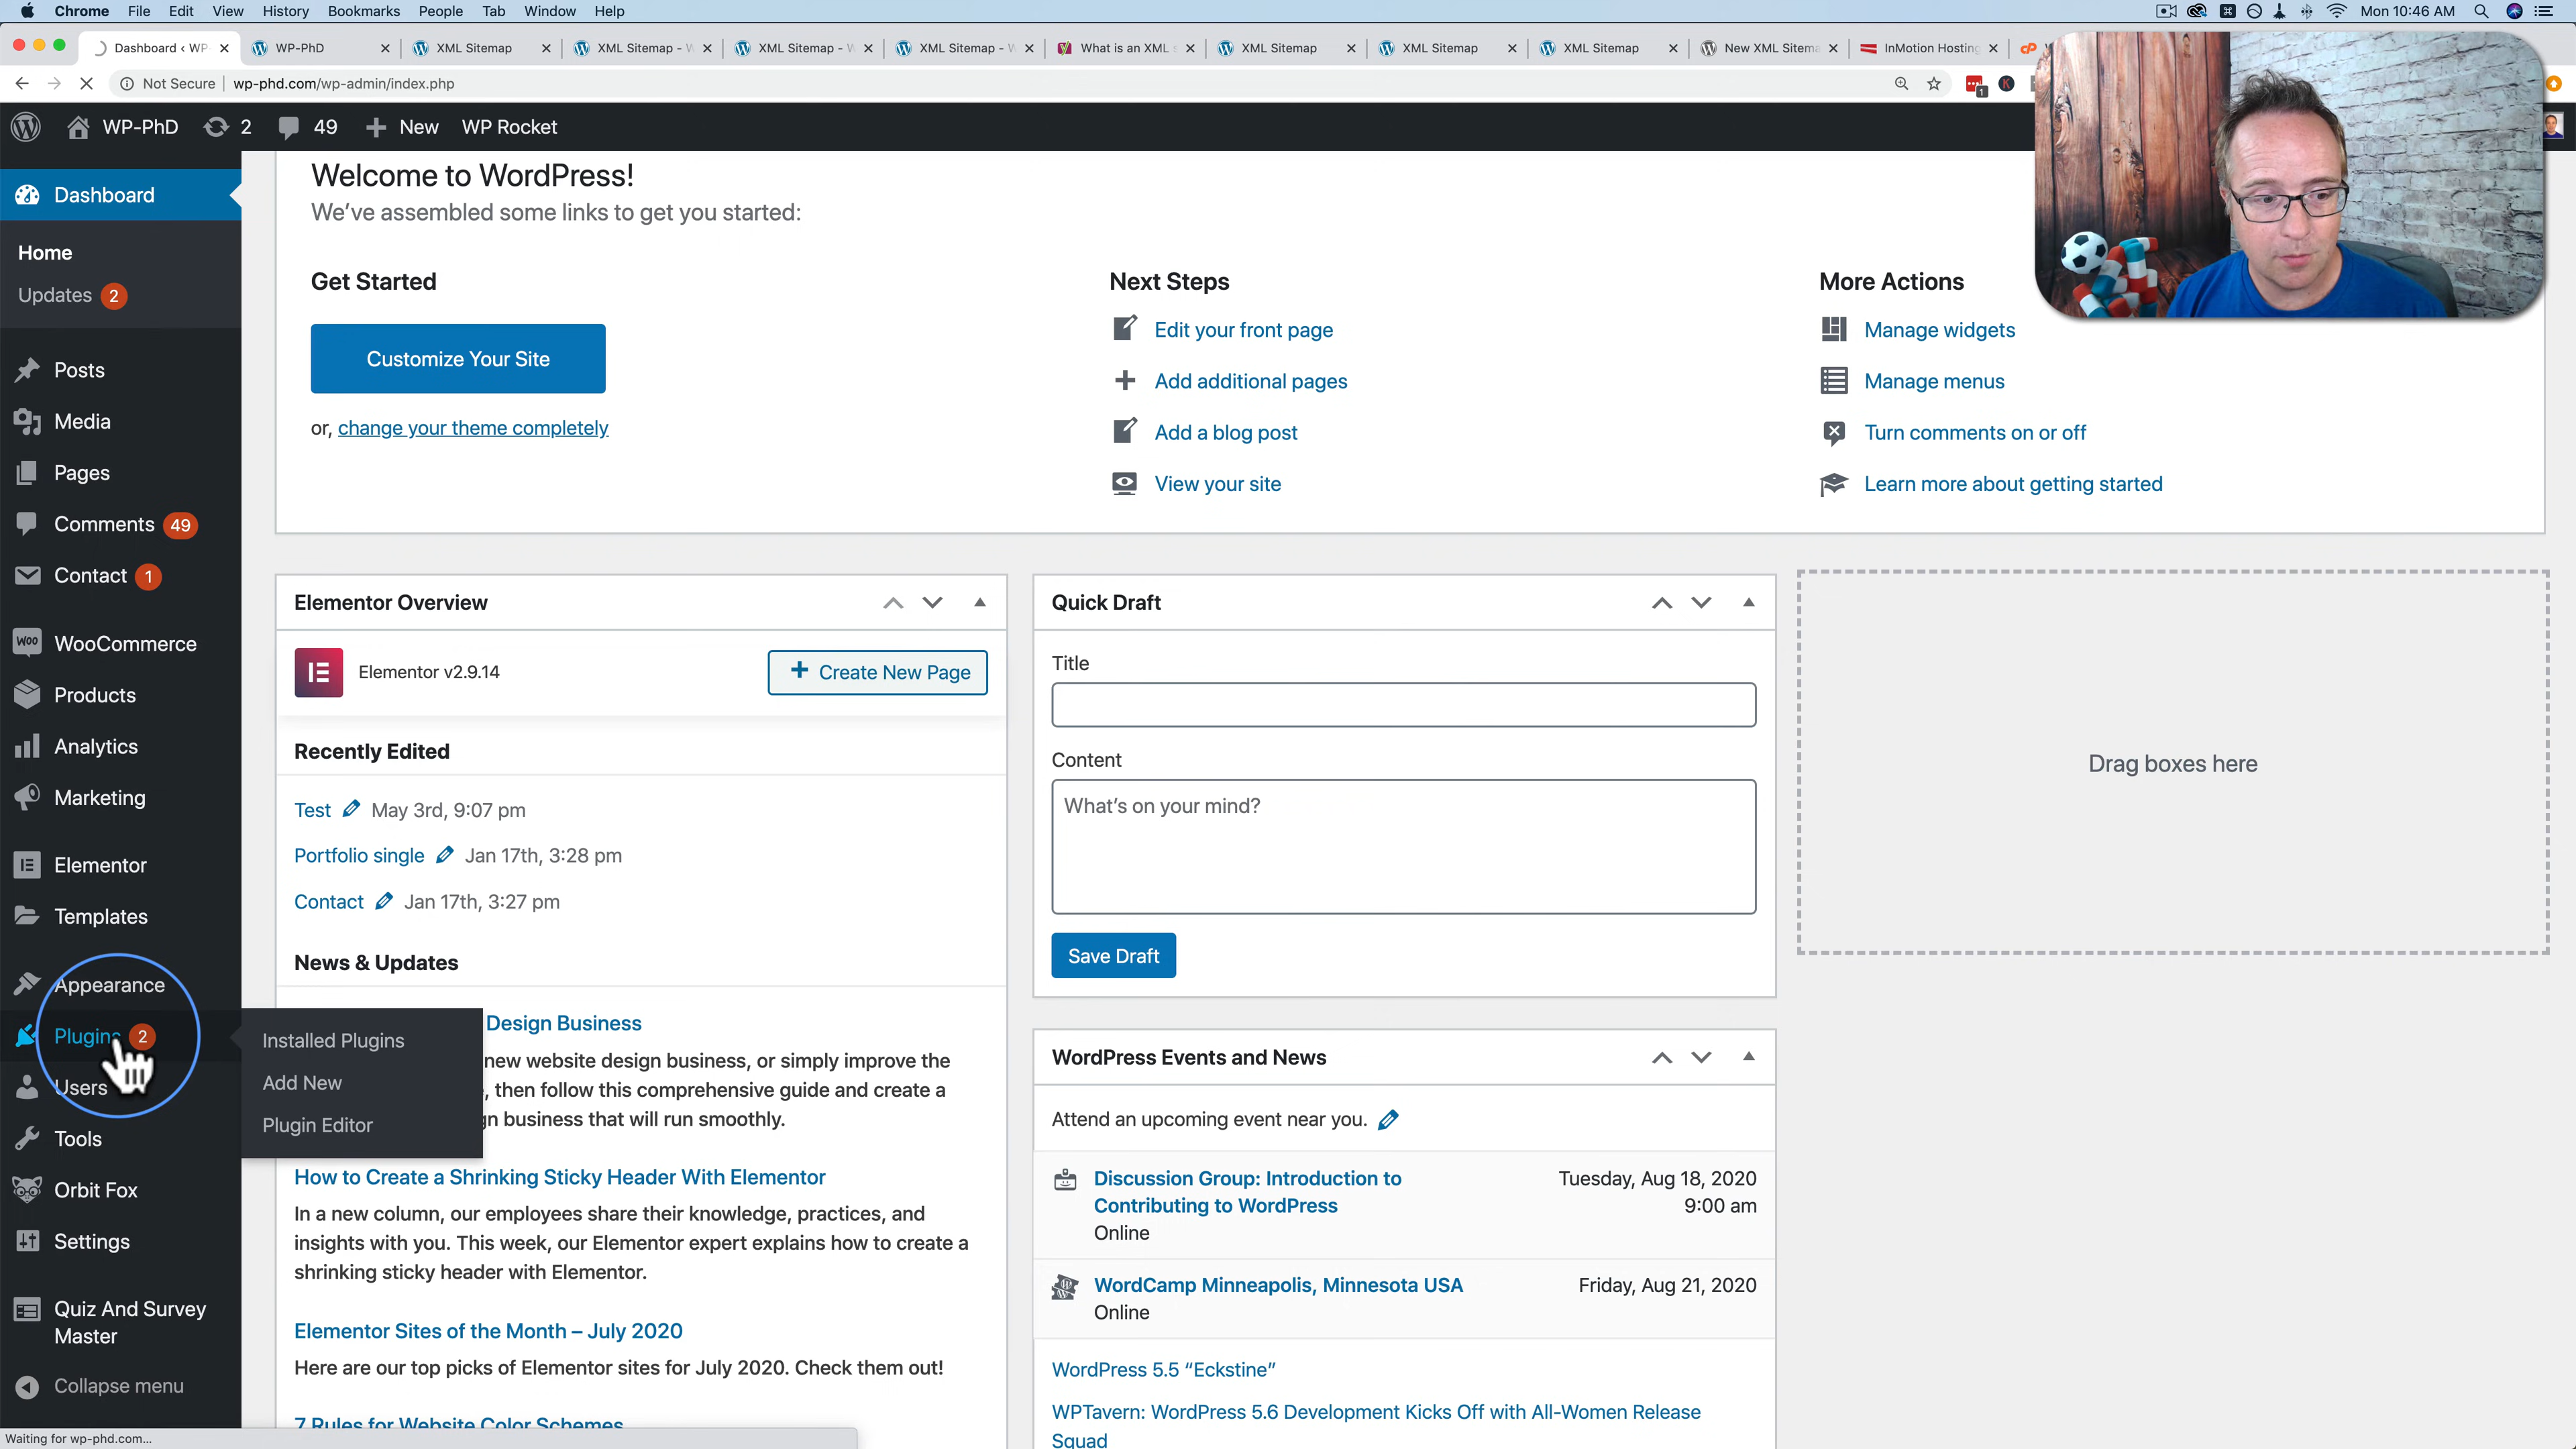 Chrome File Edit View History Bookmarks People Tab Window Help Mon 10:46 AM
Dashboard ‹ WP WP-PhD XML Sitemap XML Sitemap - W XML Sitemap - W XML Sitemap - W What is an XML s XML Sitemap XML Sitemap XML Sitemap New XML Sitema InMotion Hosting
Not Secure wp-phd.com/wp-admin/index.php
WP-PhD 2 49 New WP Rocket
Dashboard
Home
Updates 2
Posts
Media
Pages
Comments 49
Contact 1
WooCommerce
Products
Analytics
Marketing
Elementor
Templates
Appearance
Plugins 2
Users
Tools
Orbit Fox
Settings
Quiz And Survey
Master
Collapse menu
Installed Plugins
Add New
Plugin Editor
Welcome to WordPress!
We've assembled some links to get you started:
Get Started
Customize Your Site
or, change your theme completely
Next Steps
Edit your front page
Add additional pages
Add a blog post
View your site
More Actions
Manage widgets
Manage menus
Turn comments on or off
Learn more about getting started
Elementor Overview
Elementor v2.9.14
Create New Page
Recently Edited
Test May 3rd, 9:07 pm
Portfolio single Jan 17th, 3:28 pm
Contact Jan 17th, 3:27 pm
News & Updates
Design Business
new website design business, or simply improve the
, then follow this comprehensive guide and create a
gn business that will run smoothly.
How to Create a Shrinking Sticky Header With Elementor
In a new column, our employees share their knowledge, practices, and
insights with you. This week, our Elementor expert explains how to create a
shrinking sticky header with Elementor.
Elementor Sites of the Month – July 2020
Here are our top picks of Elementor sites for July 2020. Check them out!
7 Rules for Website Color Schemes
Quick Draft
Title
Content
What's on your mind?
Save Draft
WordPress Events and News
Attend an upcoming event near you.
Discussion Group: Introduction to
Contributing to WordPress
Online
Tuesday, Aug 18, 2020
9:00 am
WordCamp Minneapolis, Minnesota USA
Online
Friday, Aug 21, 2020
WordPress 5.5 “Eckstine”
WPTavern: WordPress 5.6 Development Kicks Off with All-Women Release
Squad
Drag boxes here
Waiting for wp-phd.com...